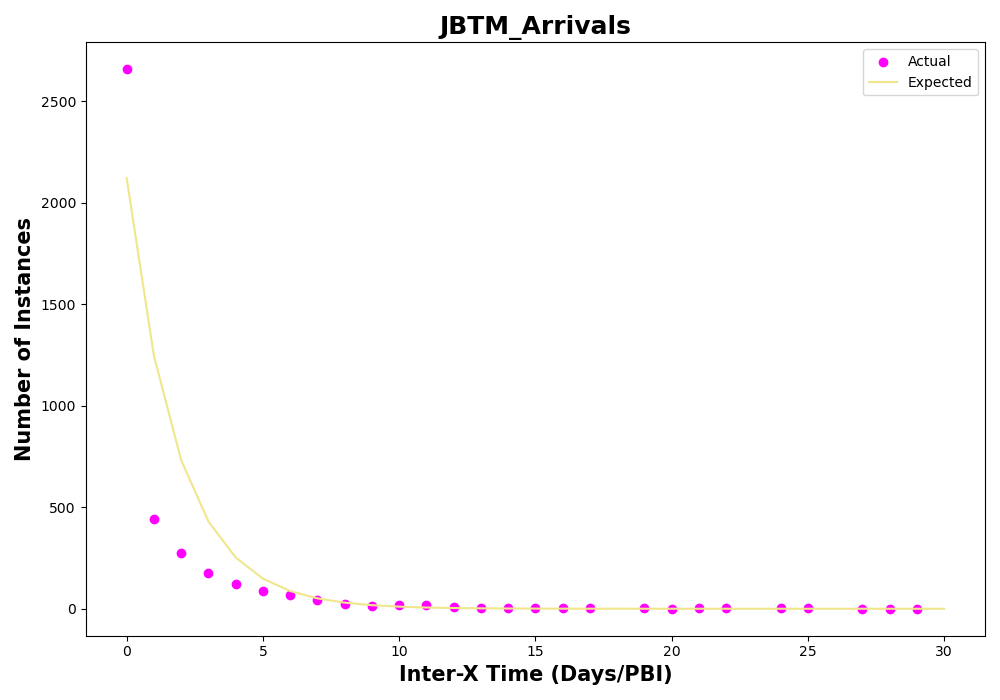 JBTM_Arrivals
Actual
Expected
Number of Instances
2500
2000
1500
1000
500
0
0 5 10 15 20 25 30
Inter-X Time (Days/PBI)